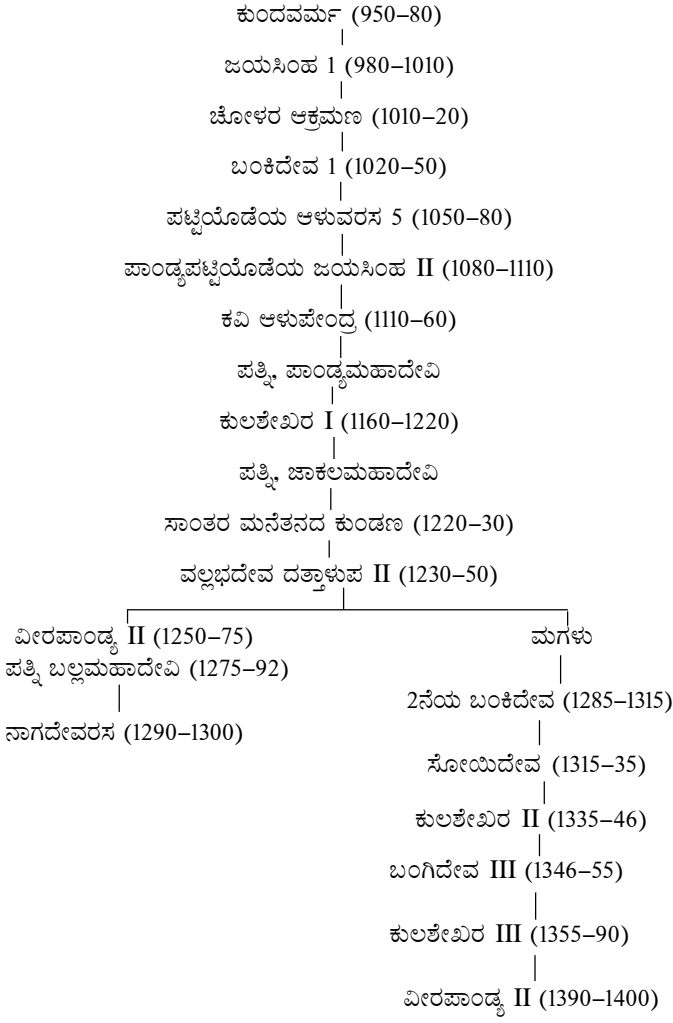 ಕುಂದವರ್ಮ (950–80)
ಜಯಸಿಂಹ 1 (980–1010)
ಚೋಳರ ಆಕ್ರಮಣ (1010–20)
ಬಂಕಿದೇವ 1 (1020–50)
ಪಟ್ಟಿಯೊಡೆಯ ಆಳುವರಸ 5 (1050–80)
ಪಾಂಡ್ಯಪಟ್ಟಿಯೊಡೆಯ ಜಯಸಿಂಹ II (1080–1110)
ಕವಿ ಆಳುಪೇಂದ್ರ (1110–60)
ಪತ್ನಿ, ಪಾಂಡ್ಯಮಹಾದೇವಿ
ಕುಲಶೇಖರ I (1160–1220)
ಪತ್ನಿ, ಜಾಕಲಮಹಾದೇವಿ
ಸಾಂತರ ಮನೆತನದ ಕುಂಡಣ (1220–30)
ವಲ್ಲಭದೇವ ದತ್ತಾಳುಪ II (1230–50)
ವೀರಪಾಂಡ್ಯ II (1250–75)
ಪತ್ನಿ ಬಲ್ಲಮಹಾದೇವಿ (1275–92)
ನಾಗದೇವರಸ (1290–1300)
ಮಗಳು
2ನೆಯ ಬಂಕಿದೇವ (1285–1315)
ಸೋಯಿದೇವ (1315–35)
ಕುಲಶೇಖರ II (1335–46)
ಬಂಗಿದೇವ III (1346–55)
ಕುಲಶೇಖರ III (1355–90)
ವೀರಪಾಂಡ್ಯ II (1390–1400)